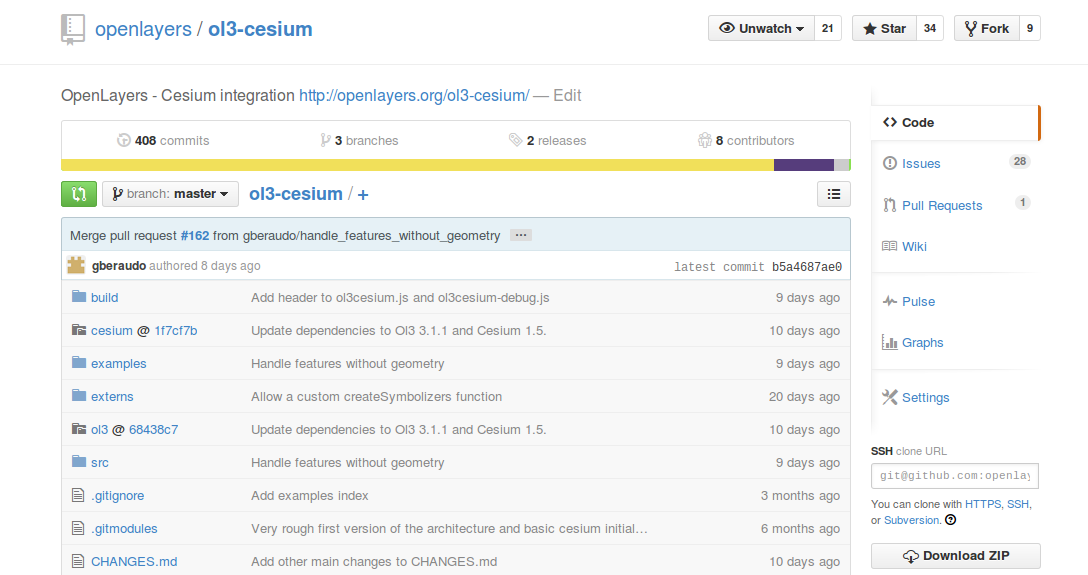 openlayers / ol3-cesium
Unwatch 21 Star 34 Fork 9
OpenLayers - Cesium integration http://openlayers.org/ol3-cesium/ — Edit
408 commits 3 branches 2 releases 8 contributors
branch: master ol3-cesium / +
Merge pull request #162 from gberaudo/handle_features_without_geometry ...
gberaudo authored 8 days ago latest commit b5a4687ae0
build Add header to ol3cesium.js and ol3cesium-debug.js 9 days ago
cesium @ 1f7cf7b Update dependencies to Ol3 3.1.1 and Cesium 1.5. 10 days ago
examples Handle features without geometry 9 days ago
externs Allow a custom createSymbolizers function 20 days ago
ol3 @ 68438c7 Update dependencies to Ol3 3.1.1 and Cesium 1.5. 10 days ago
src Handle features without geometry 9 days ago
.gitignore Add examples index 3 months ago
.gitmodules Very rough first version of the architecture and basic cesium initial… 6 months ago
CHANGES.md Add other main changes to CHANGES.md 10 days ago
Code
Issues 28
Pull Requests 1
Wiki
Pulse
Graphs
Settings
SSH clone URL
git@github.com:openlay
You can clone with HTTPS, SSH,
or Subversion.
Download ZIP